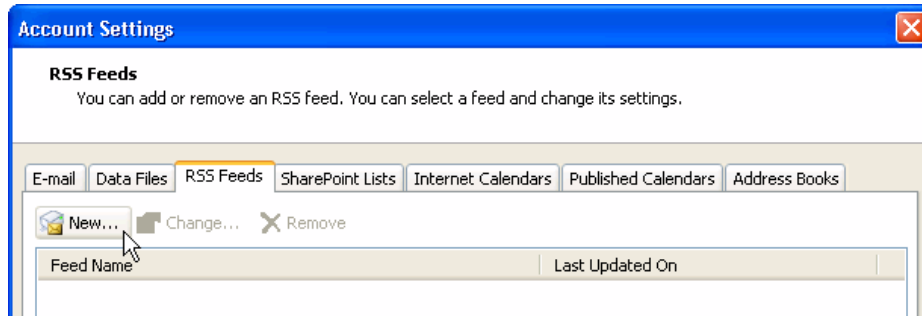 Account Settings
RSS Feeds
You can add or remove an RSS feed. You can select a feed and change its settings.
E-mail Data Files RSS Feeds SharePoint Lists Internet Calendars Published Calendars Address Books
New... Change... Remove
Feed Name Last Updated On